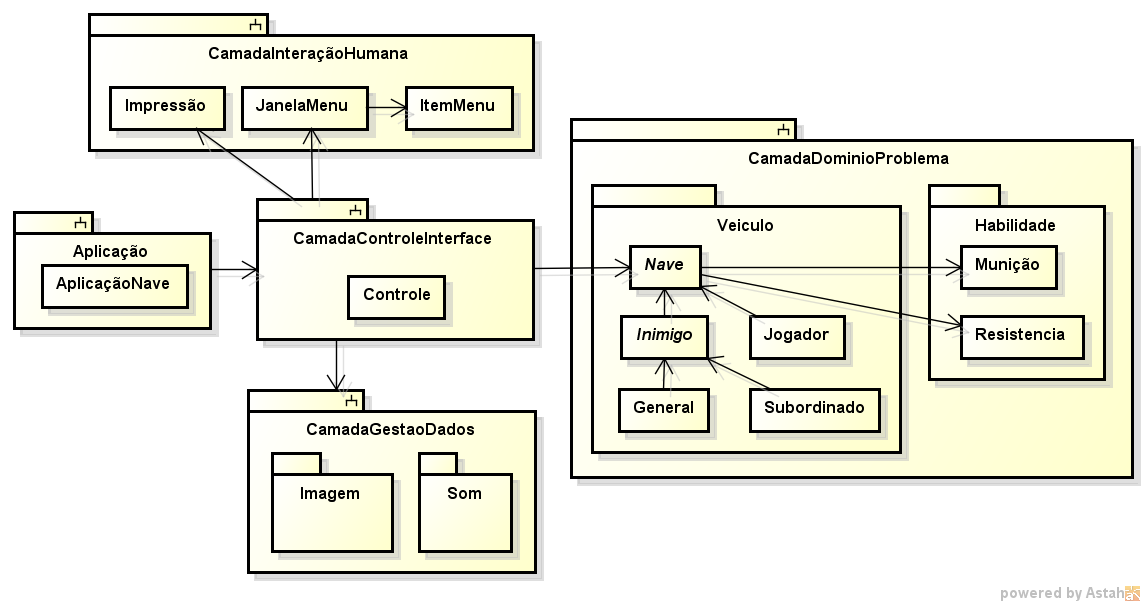 CamadaInteraçãoHumana
Impressão
JanelaMenu
ItemMenu
CamadaDominioProblema
Veiculo
Nave
Inimigo
Jogador
General
Subordinado
Habilidade
Munição
Resistencia
Aplicação
AplicaçãoNave
CamadaControleInterface
Controle
CamadaGestaoDados
Imagem
Som
powered by Astah